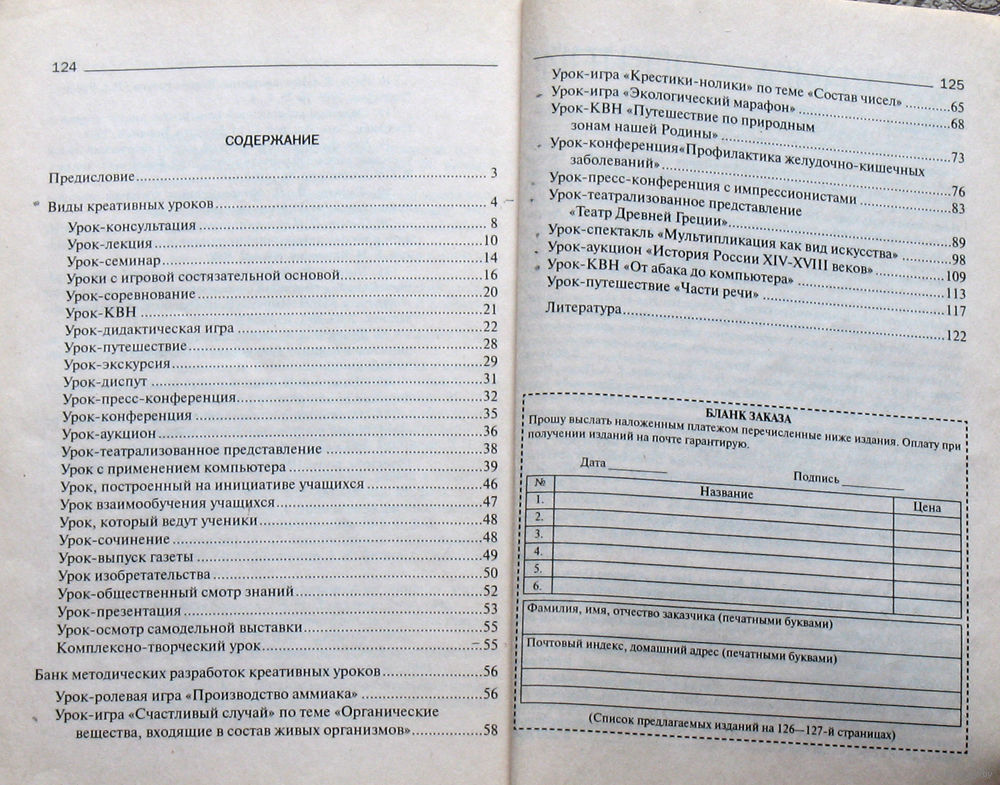 124
СОДЕРЖАНИЕ
Предисловие 3
Виды креативных уроков 4
Урок-консультация 8
Урок-лекция 10
Урок-семинар 14
Уроки с игровой состязательной основой 16
Урок-соревнование 20
Урок-КВН 21
Урок-дидактическая игра 22
Урок-путешествие 28
Урок-экскурсия 29
Урок-диспут 31
Урок-пресс-конференция 32
Урок-конференция 35
Урок-аукцион 36
Урок-театрализованное представление 38
Урок с применением компьютера 39
Урок, построенный на инициативе учащихся 46
Урок взаимообучения учащихся 47
Урок, который ведут ученики 48
Урок-сочинение 48
Урок-выпуск газеты 49
Урок изобретательства 50
Урок-общественный смотр знаний 52
Урок-презентация 53
Урок-осмотр самодельной выставки 55
Комплексно-творческий урок 55
Банк методических разработок креативных уроков 56
Урок-ролевая игра «Производство аммиака» 56
Урок-игра «Счастливый случай» по теме «Органические
вещества, входящие в состав живых организмов» 58
125
Урок-игра «Крестики-нолики» по теме «Состав чисел» 65
Урок-игра «Экологический марафон» 68
Урок-КВН «Путешествие по природным
зонам нашей Родины» 73
Урок-конференция «Профилактика желудочно-кишечных
заболеваний» 76
Урок-пресс-конференция с импрессионистами 83
Урок-театрализованное представление
«Театр Древней Греции» 89
Урок-спектакль «Мультипликация как вид искусства» 98
Урок-аукцион «История России XIV-XVIII веков» 109
Урок-КВН «От абака до компьютера» 113
Урок-путешествие «Части речи» 117
Литература 122
БЛАНК ЗАКАЗА
Прошу выслать наложенным платежом перечисленные ниже издания. Оплату при
получении изданий на почте гарантирую.
Дата Подпись
№ Название Цена
1.
2.
3.
4.
5.
6.
Фамилия, имя, отчество заказчика (печатными буквами)
Почтовый индекс, домашний адрес (печатными буквами)
(Список предлагаемых изданий на 126—127-й страницах)